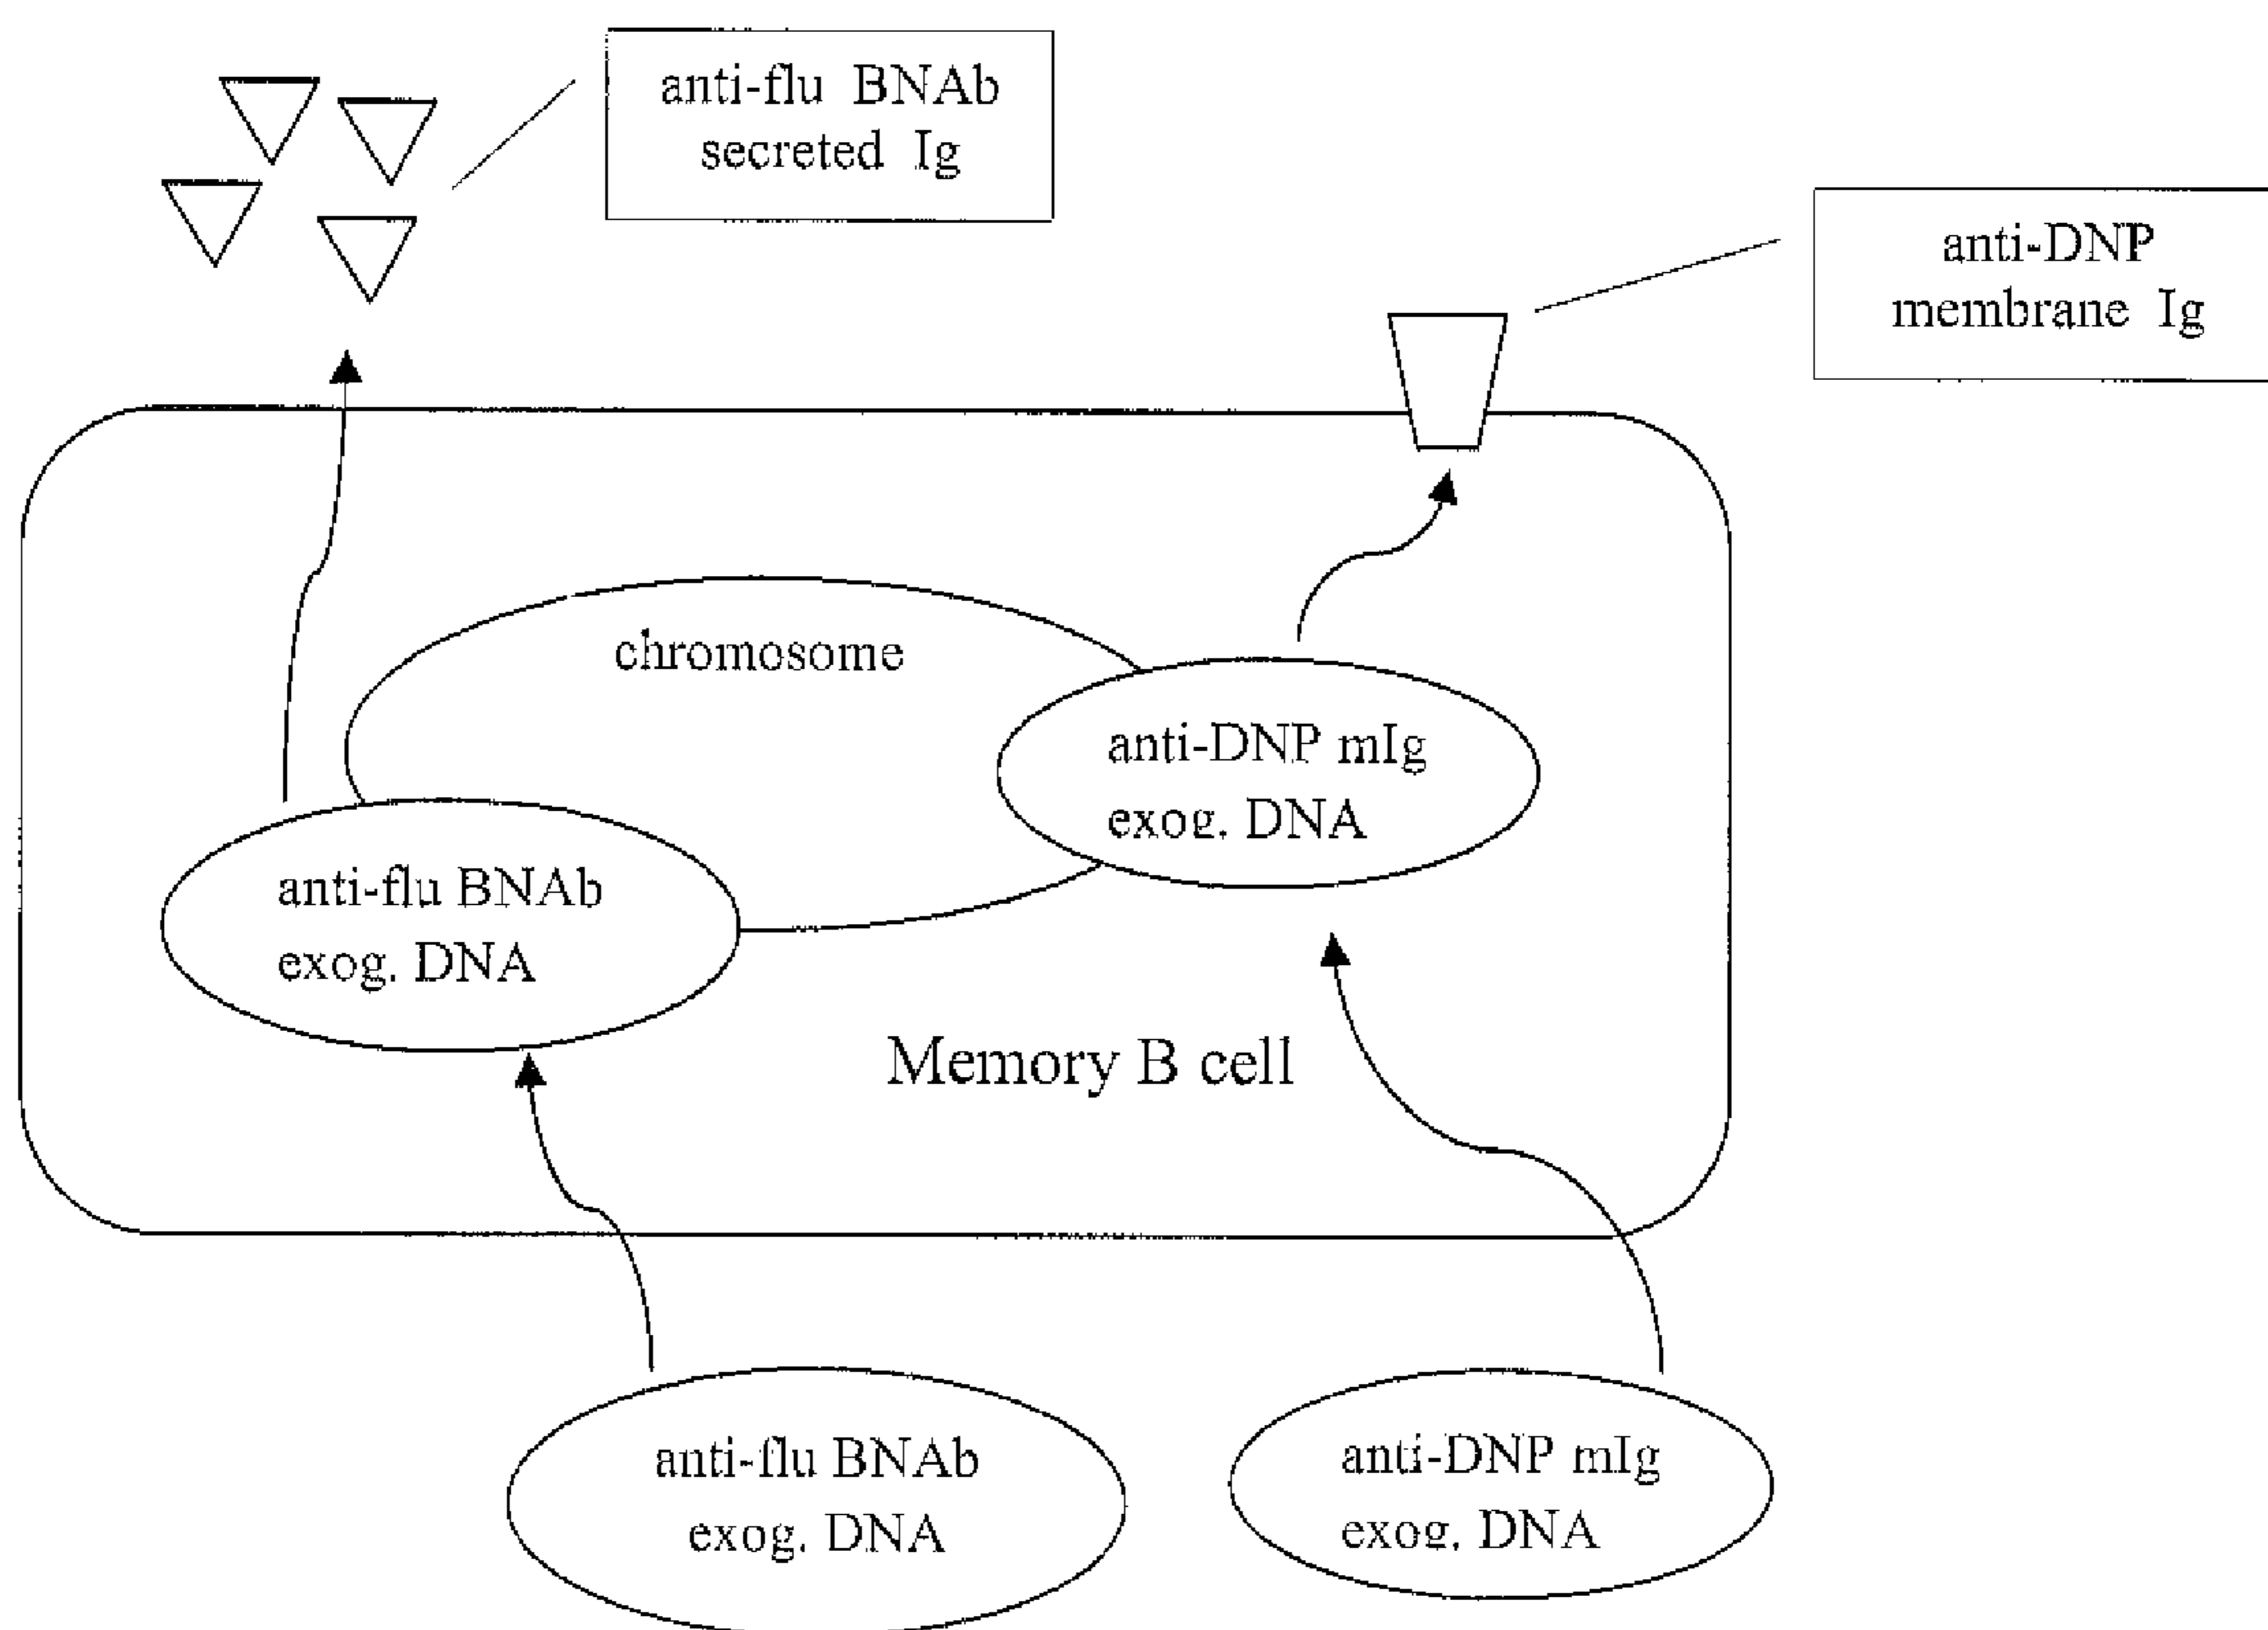 anti-flu BNAb
secreted Ig
anti-DNP
membrane Ig
chromosome
anti-DNP mIg
exog. DNA
anti-flu BNAb
exog. DNA
Memory B cell
anti-flu BNAb
exog. DNA
anti-DNP mIg
exog. DNA